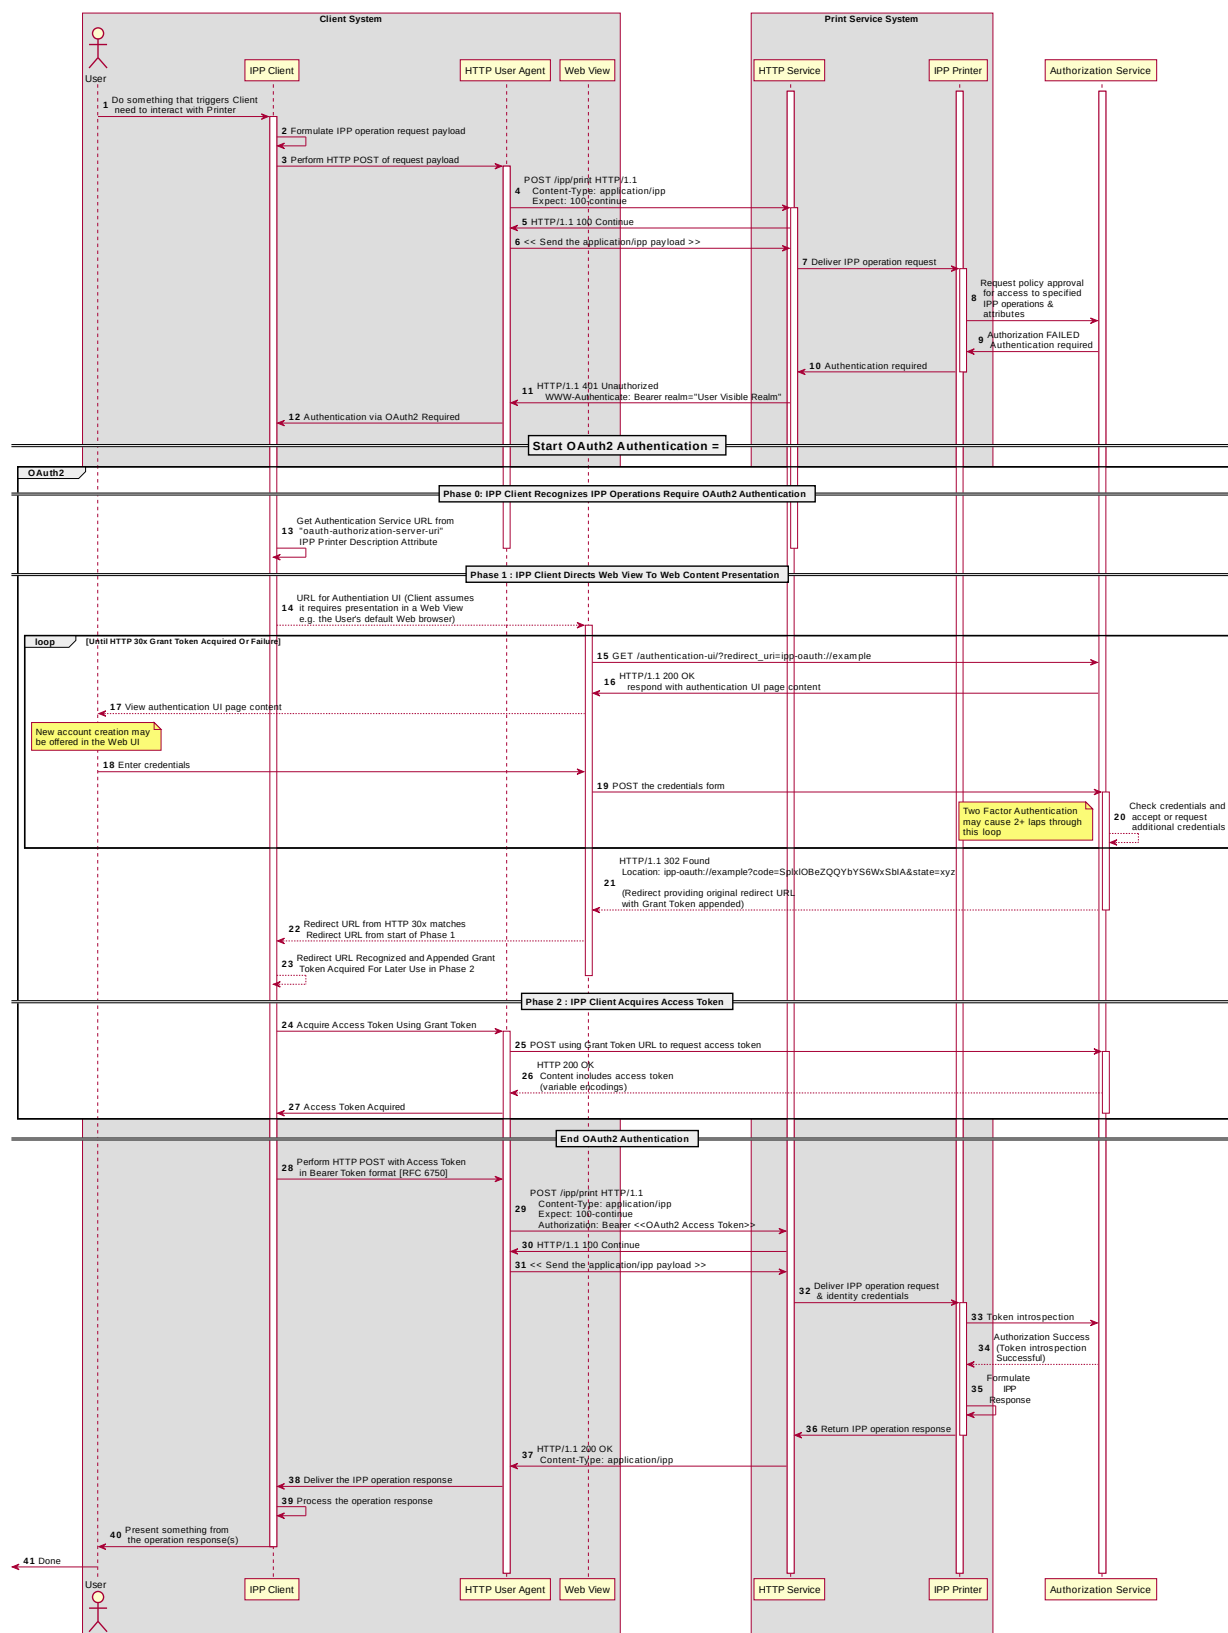 Client System
Print Service System
User
IPP Client
HTTP User Agent
Web View
HTTP Service
IPP Printer
Authorization Service
1 Do something that triggers Client
need to interact with Printer
2 Formulate IPP operation request payload
3 Perform HTTP POST of request payload
POST /ipp/print HTTP/1.1
4 Content-Type: application/ipp
Expect: 100-continue
5 HTTP/1.1 100 Continue
6 << Send the application/ipp payload >>
7 Deliver IPP operation request
Request policy approval
for access to specified
8 IPP operations &
attributes
9 Authorization FAILED
Authentication required
10 Authentication required
11 HTTP/1.1 401 Unauthorized
WWW-Authenticate: Bearer realm="User Visible Realm"
12 Authentication via OAuth2 Required
Start OAuth2 Authentication =
OAuth2
Phase 0: IPP Client Recognizes IPP Operations Require OAuth2 Authentication
Get Authentication Service URL from
13 "oauth-authorization-server-uri"
IPP Printer Description Attribute
Phase 1 : IPP Client Directs Web View To Web Content Presentation
URL for Authentiation UI (Client assumes
14 it requires presentation in a Web View
e.g. the User's default Web browser)
loop [Until HTTP 30x Grant Token Acquired Or Failure]
15 GET /authentication-ui/?redirect_uri=ipp-oauth://example
16 HTTP/1.1 200 OK
respond with authentication UI page content
17 View authentication UI page content
New account creation may
be offered in the Web UI
18 Enter credentials
19 POST the credentials form
Two Factor Authentication
may cause 2+ laps through
this loop
Check credentials and
20 accept or request
additional credentials
HTTP/1.1 302 Found
Location: ipp-oauth://example?code=SplxlOBeZQQYbYS6WxSbIA&state=xyz
21
(Redirect providing original redirect URL
with Grant Token appended)
22 Redirect URL from HTTP 30x matches
Redirect URL from start of Phase 1
23 Redirect URL Recognized and Appended Grant
Token Acquired For Later Use in Phase 2
Phase 2 : IPP Client Acquires Access Token
24 Acquire Access Token Using Grant Token
25 POST using Grant Token URL to request access token
HTTP 200 OK
26 Content includes access token
(variable encodings)
27 Access Token Acquired
End OAuth2 Authentication
28 Perform HTTP POST with Access Token
in Bearer Token format [RFC 6750]
POST /ipp/print HTTP/1.1
Content-Type: application/ipp
29 Expect: 100-continue
Authorization: Bearer <<OAuth2 Access Token>>
30 HTTP/1.1 100 Continue
31 << Send the application/ipp payload >>
32 Deliver IPP operation request
& identity credentials
33 Token introspection
Authorization Success
34 (Token introspection
Successful)
Formulate
35 IPP
Response
36 Return IPP operation response
37 HTTP/1.1 200 OK
Content-Type: application/ipp
38 Deliver the IPP operation response
39 Process the operation response
40 Present something from
the operation response(s)
41 Done
User
IPP Client
HTTP User Agent
Web View
HTTP Service
IPP Printer
Authorization Service